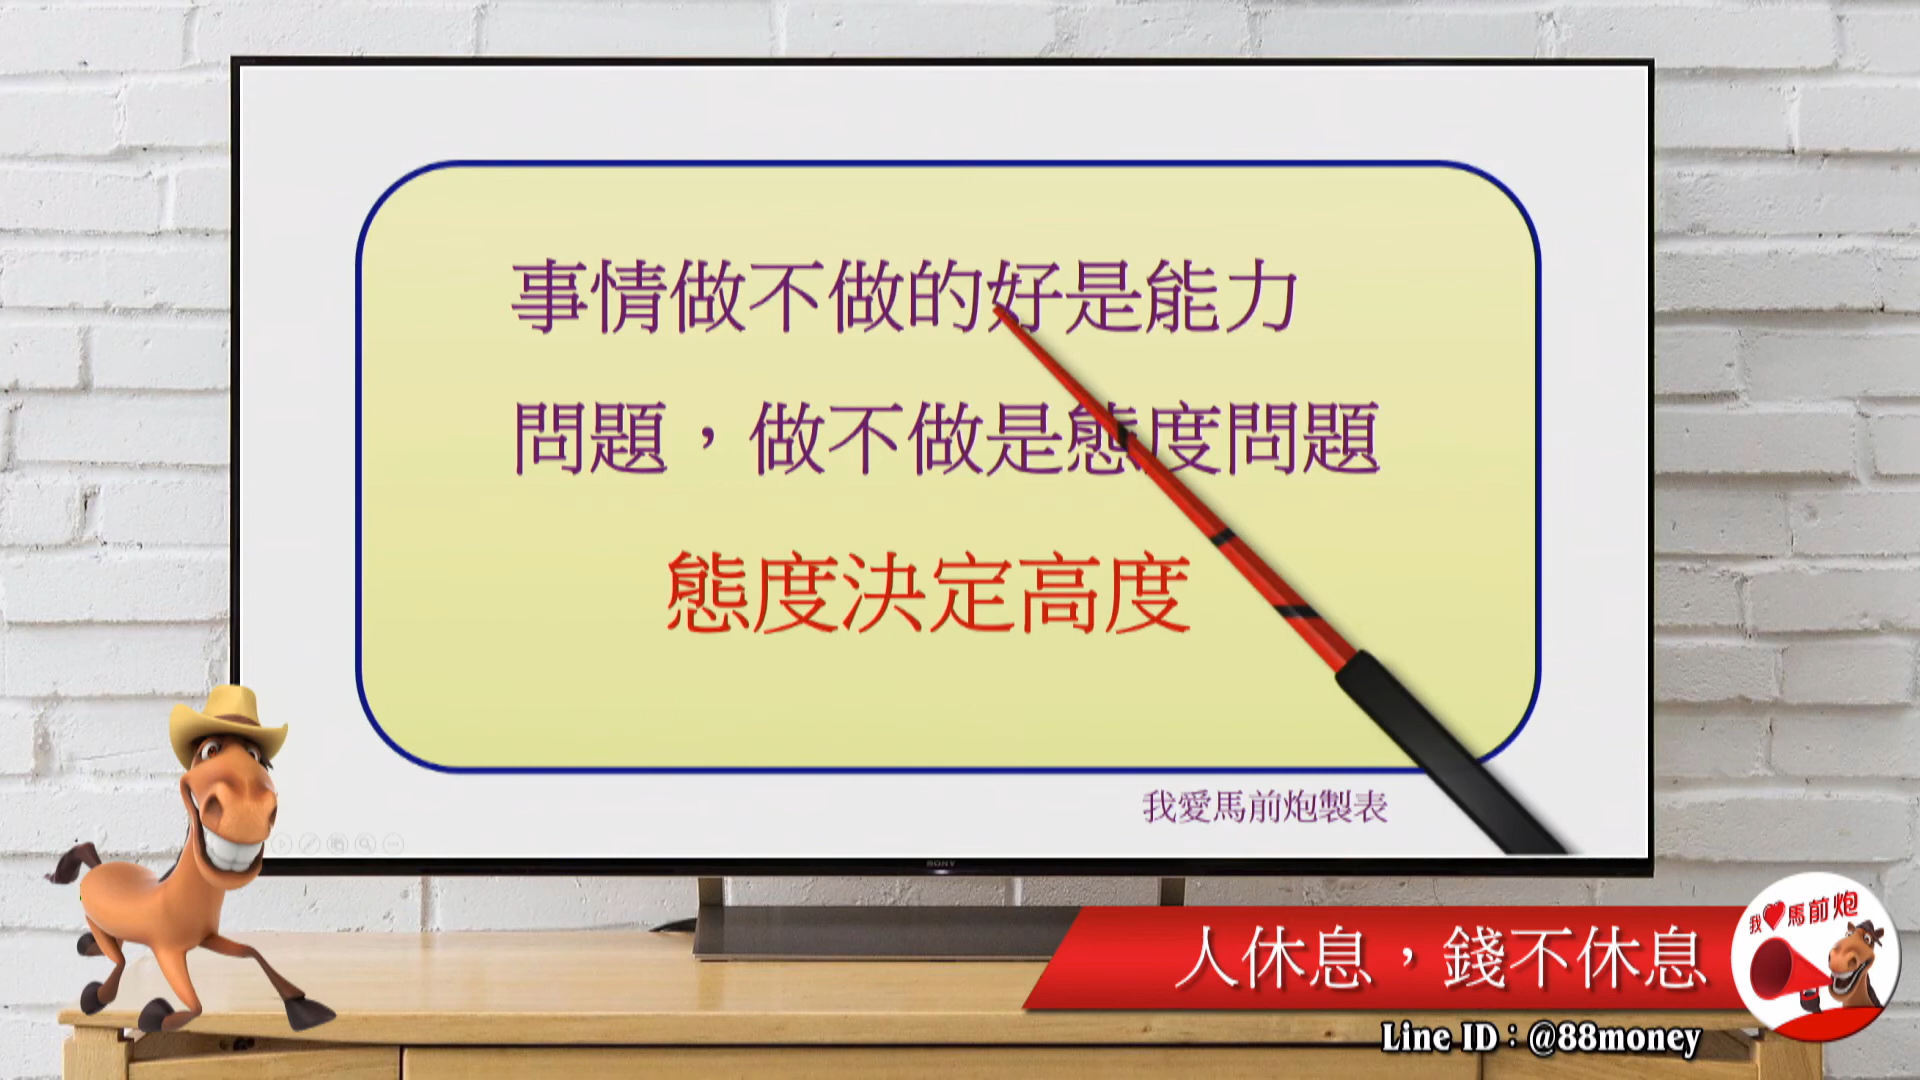 事情做不做的好是能力
問題，做不做是態度問題
態度決定高度
我愛馬前炮製表
SONY
人休息，錢不休息
我馬前炮
Line ID：@88money